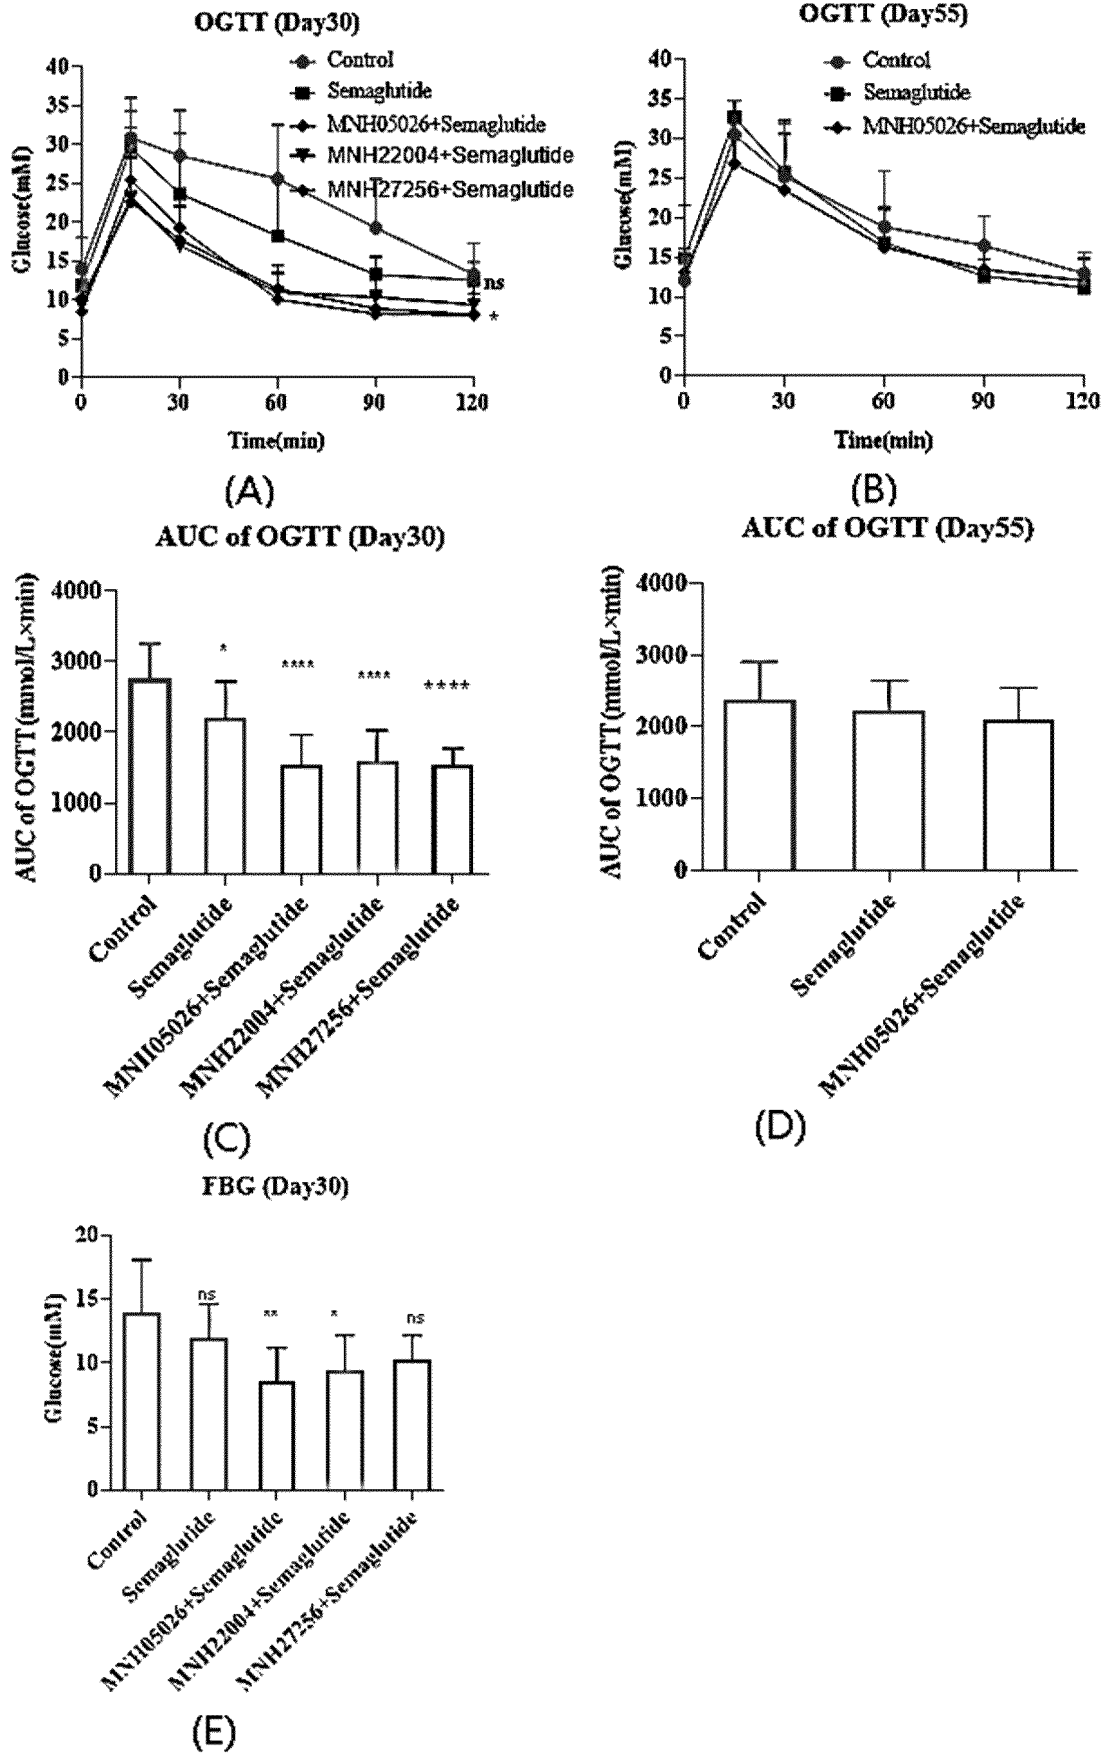 OGTT (Day30)
Control
Semaglutide
MNH05026+Semaglutide
MNH22004+Semaglutide
MNH27256+Semaglutide
Glucose(mM)
40
35
30
25
20
15
10
5
0
ns
*
0 30 60 90 120
Time(min)
(A)
OGTT (Day55)
Control
Semaglutide
MNH05026+Semaglutide
Glucose(mM)
40
35
30
25
20
15
10
5
0
0 30 60 90 120
Time(min)
(B)
AUC of OGTT (Day30)
AUC of OGTT(mmol/L×min)
4000
3000
2000
1000
0
* **** **** ****
Control
Semaglutide
MNH05026+Semaglutide
MNH22004+Semaglutide
MNH27256+Semaglutide
(C)
AUC of OGTT (Day55)
AUC of OGTT(mmol/L×min)
4000
3000
2000
1000
0
Control
Semaglutide
MNH05026+Semaglutide
(D)
FBG (Day30)
Glucose(mM)
20
15
10
5
0
ns ** * ns
Control
Semaglutide
MNH05026+Semaglutide
MNH22004+Semaglutide
MNH27256+Semaglutide
(E)